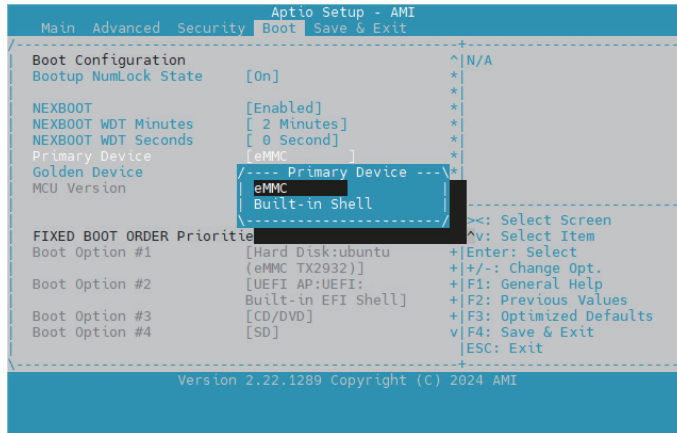 Aptio Setup - AMI
Main Advanced Security Boot Save & Exit
/----------------------------------------------------+---------------------------
Boot Configuration ^|N/A
Bootup NumLock State [On] *|
*|
NEXBOOT [Enabled] *|
NEXBOOT WDT Minutes [ 2 Minutes] *|
NEXBOOT WDT Seconds [ 0 Second] *|
Primary Device [eMMC ] *|
Golden Device /---- Primary Device ---\*|
MCU Version | eMMC |
| Built-in Shell |---------------------------
\-----------------------/ ><: Select Screen
FIXED BOOT ORDER Prioritie ^v: Select Item
Boot Option #1 [Hard Disk:ubuntu +|Enter: Select
(eMMC TX2932)] +|+/-: Change Opt.
Boot Option #2 [UEFI AP:UEFI: +|F1: General Help
Built-in EFI Shell] +|F2: Previous Values
Boot Option #3 [CD/DVD] +|F3: Optimized Defaults
Boot Option #4 [SD] v|F4: Save & Exit
|ESC: Exit
\----------------------------------------------------+---------------------------
Version 2.22.1289 Copyright (C) 2024 AMI